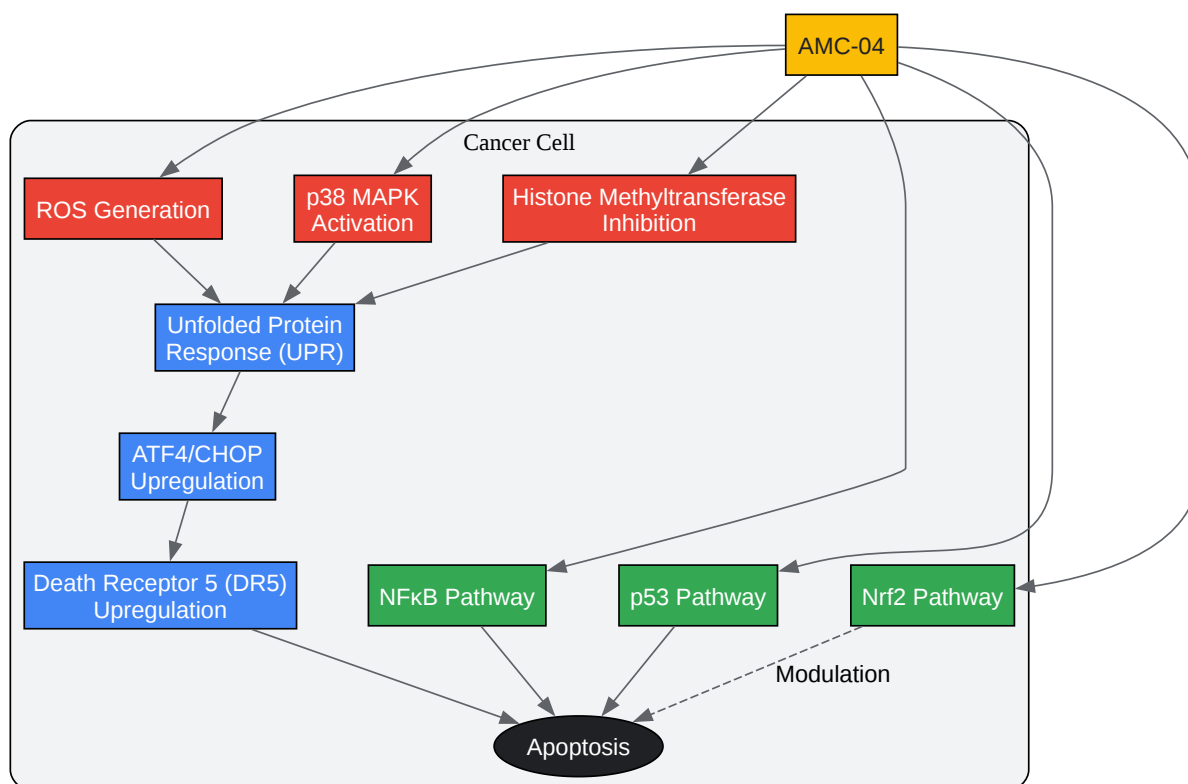 AMC-04
Cancer Cell
ROS Generation
p38 MAPK
Activation
Histone Methyltransferase
Inhibition
Unfolded Protein
Response (UPR)
ATF4/CHOP
Upregulation
Death Receptor 5 (DR5)
Upregulation
NFκB Pathway
p53 Pathway
Nrf2 Pathway
Modulation
Apoptosis